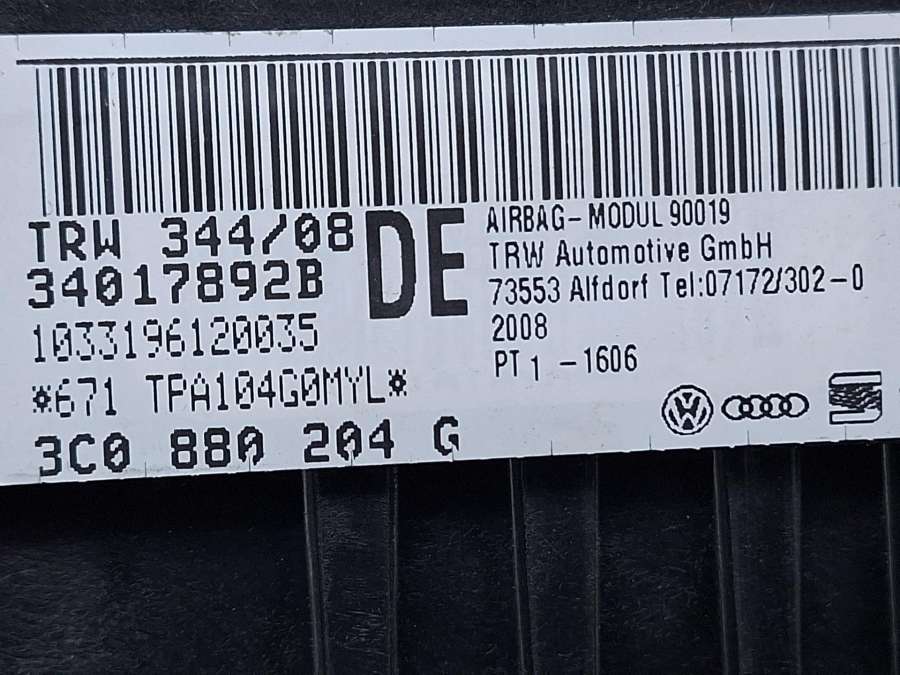 TRW 344/08
34017892B
1033196120035
*671 TPA104G0MYL*
3C0 880 204 G
DE
AIRBAG-MODUL 90019
TRW Automotive GmbH
73553 Alfdorf Tel:07172/302-0
2008
PT 1 -1606